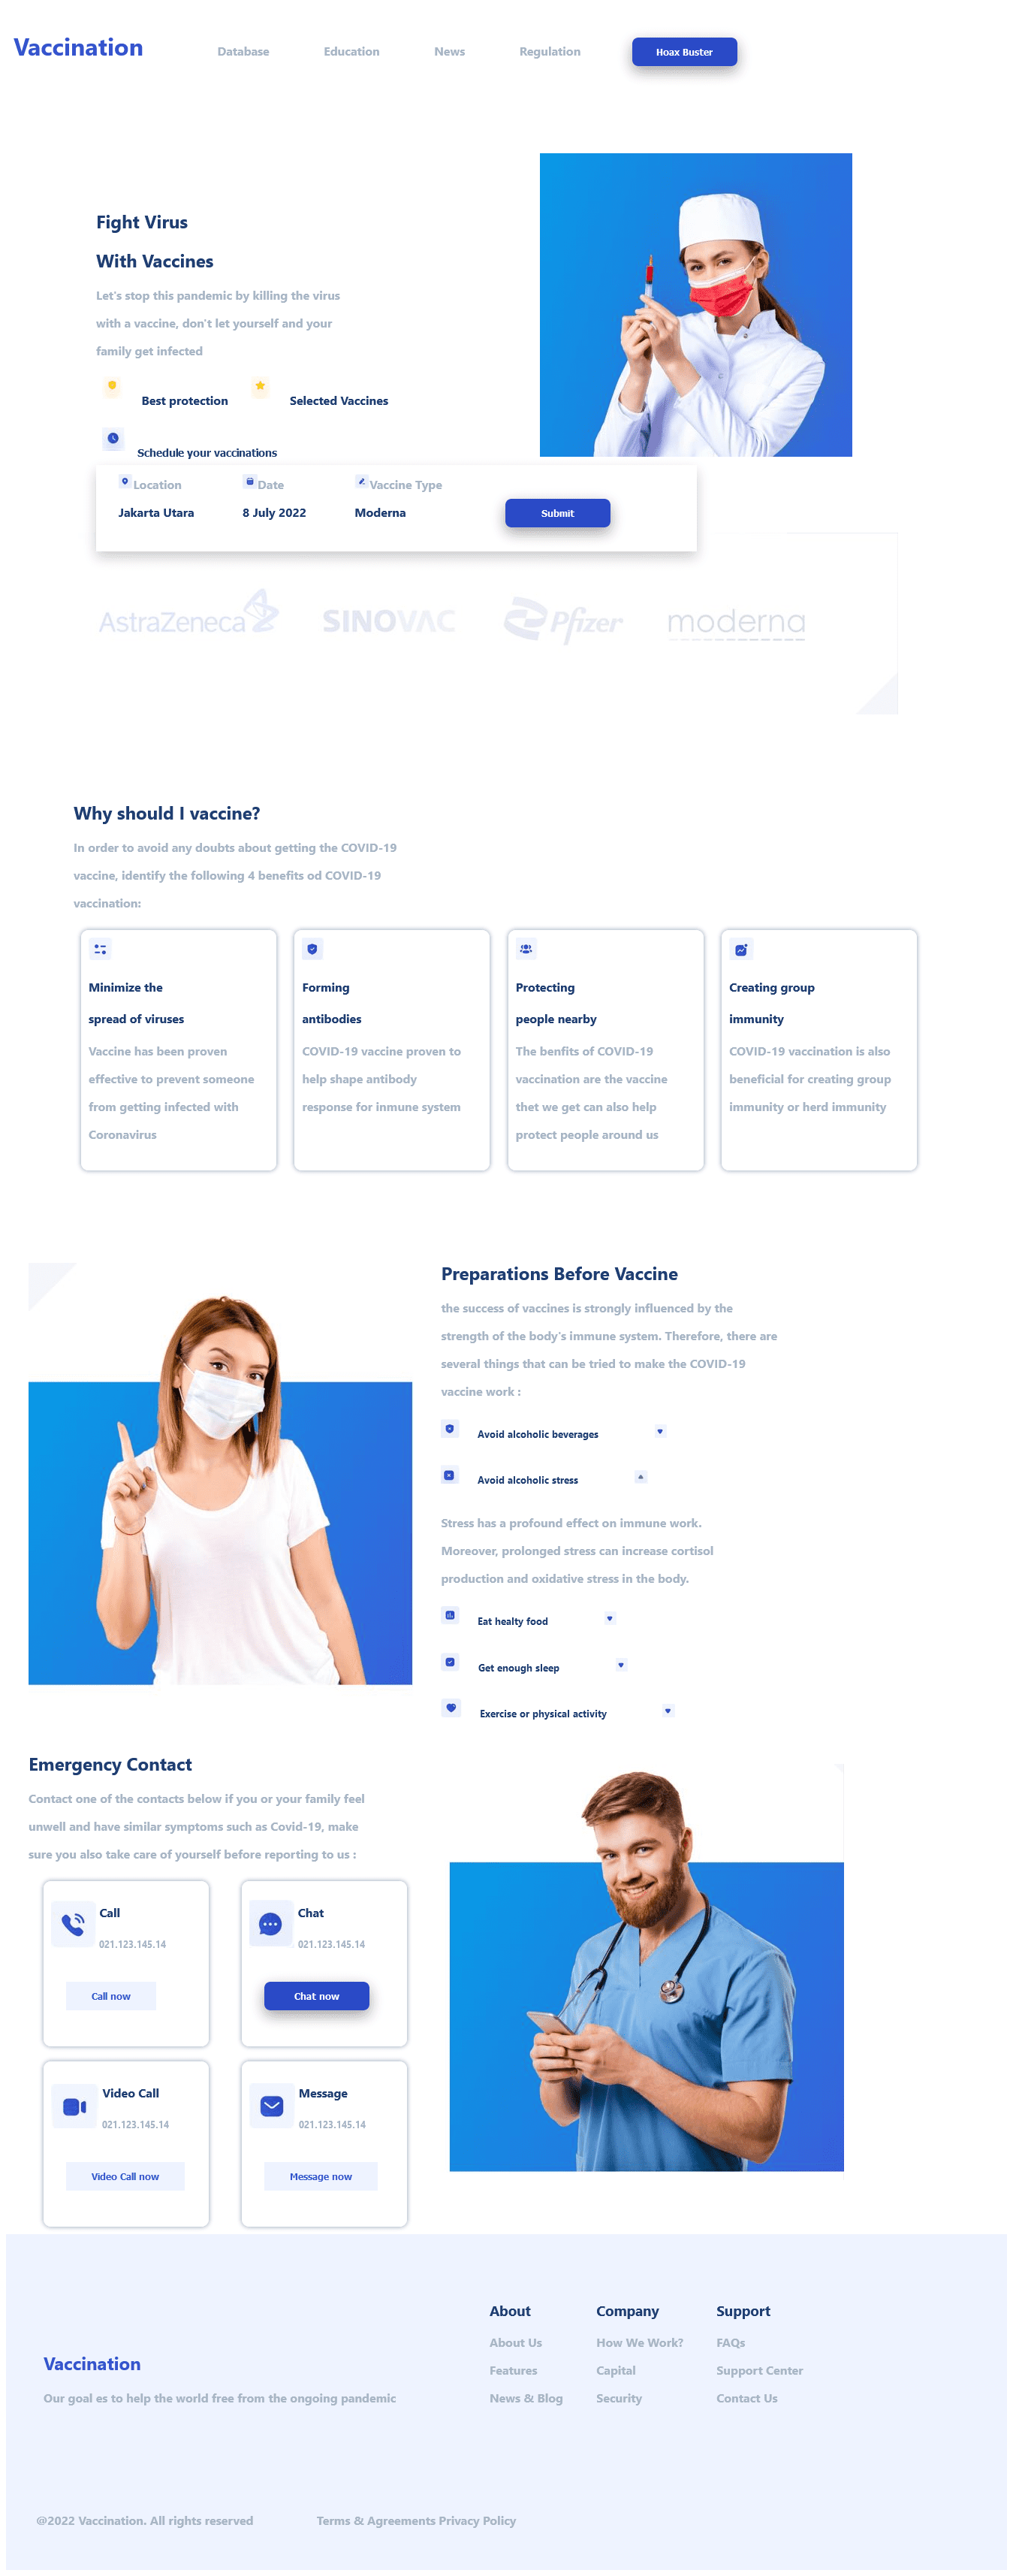 Vaccination
Database
Education
News
Regulation
Hoax Buster
Fight Virus
With Vaccines
Let's stop this pandemic by killing the virus
with a vaccine, don't let yourself and your
family get infected
Best protection
Selected Vaccines
Schedule your vaccinations
Location
Date
Vaccine Type
Jakarta Utara
8 July 2022
Moderna
Submit
AstraZeneca
SINOVAC
Pfizer
moderna
Why should I vaccine?
In order to avoid any doubts about getting the COVID-19
vaccine, identify the following 4 benefits od COVID-19
vaccination:
Minimize the
spread of viruses
Vaccine has been proven
effective to prevent someone
from getting infected with
Coronavirus
Forming
antibodies
COVID-19 vaccine proven to
help shape antibody
response for inmune system
Protecting
people nearby
The benfits of COVID-19
vaccination are the vaccine
thet we get can also help
protect people around us
Creating group
immunity
COVID-19 vaccination is also
beneficial for creating group
immunity or herd immunity
Preparations Before Vaccine
the success of vaccines is strongly influenced by the
strength of the body's immune system. Therefore, there are
several things that can be tried to make the COVID-19
vaccine work :
Avoid alcoholic beverages
Avoid alcoholic stress
Stress has a profound effect on immune work.
Moreover, prolonged stress can increase cortisol
production and oxidative stress in the body.
Eat healty food
Get enough sleep
Exercise or physical activity
Emergency Contact
Contact one of the contacts below if you or your family feel
unwell and have similar symptoms such as Covid-19, make
sure you also take care of yourself before reporting to us :
Call
021.123.145.14
Call now
Chat
021.123.145.14
Chat now
Video Call
021.123.145.14
Video Call now
Message
021.123.145.14
Message now
Vaccination
Our goal es to help the world free from the ongoing pandemic
About
About Us
Features
News & Blog
Company
How We Work?
Capital
Security
Support
FAQs
Support Center
Contact Us
@2022 Vaccination. All rights reserved
Terms & Agreements Privacy Policy